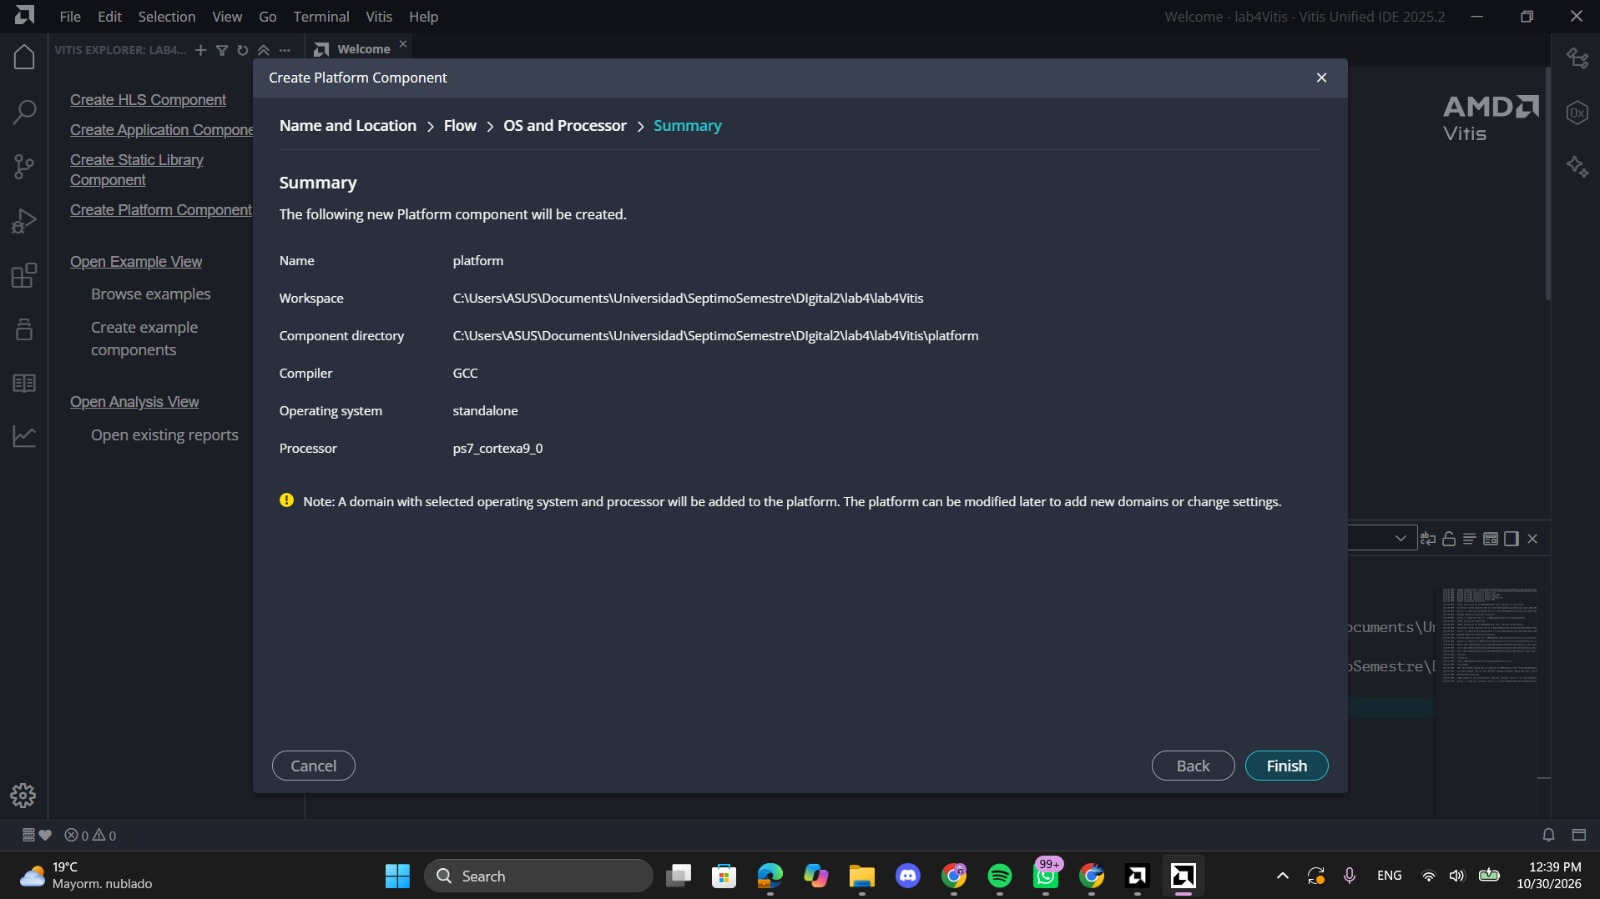 File Edit Selection View Go Terminal Vitis Help
Welcome - lab4Vitis - Vitis Unified IDE 2025.2
VITIS EXPLORER: LAB4...
Welcome
Create HLS Component
Create Application Compone
Create Static Library
Component
Create Platform Component
Open Example View
Browse examples
Create example
components
Open Analysis View
Open existing reports
AMD
Vitis
Create Platform Component
Name and Location > Flow > OS and Processor > Summary
Summary
The following new Platform component will be created.
Name platform
Workspace C:\Users\ASUS\Documents\Universidad\SeptimoSemestre\DIgital2\lab4\lab4Vitis
Component directory C:\Users\ASUS\Documents\Universidad\SeptimoSemestre\DIgital2\lab4\lab4Vitis\platform
Compiler GCC
Operating system standalone
Processor ps7_cortexa9_0
Note: A domain with selected operating system and processor will be added to the platform. The platform can be modified later to add new domains or change settings.
Cancel Back Finish
0 0
19°C
Mayorm. nublado
Search
99+
ENG
12:39 PM
10/30/2026